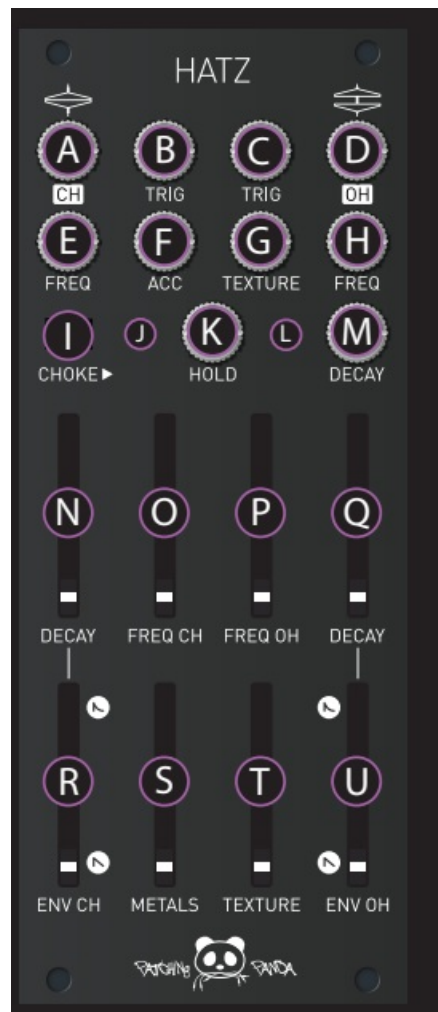 HATZ
A B C D
CH TRIG TRIG OH
E F G H
FREQ ACC TEXTURE FREQ
I J K L M
CHOKE▶ HOLD DECAY
N O P Q
DECAY FREQ CH FREQ OH DECAY
R S T U
ENV CH METALS TEXTURE ENV OH
PATCHING PANDA